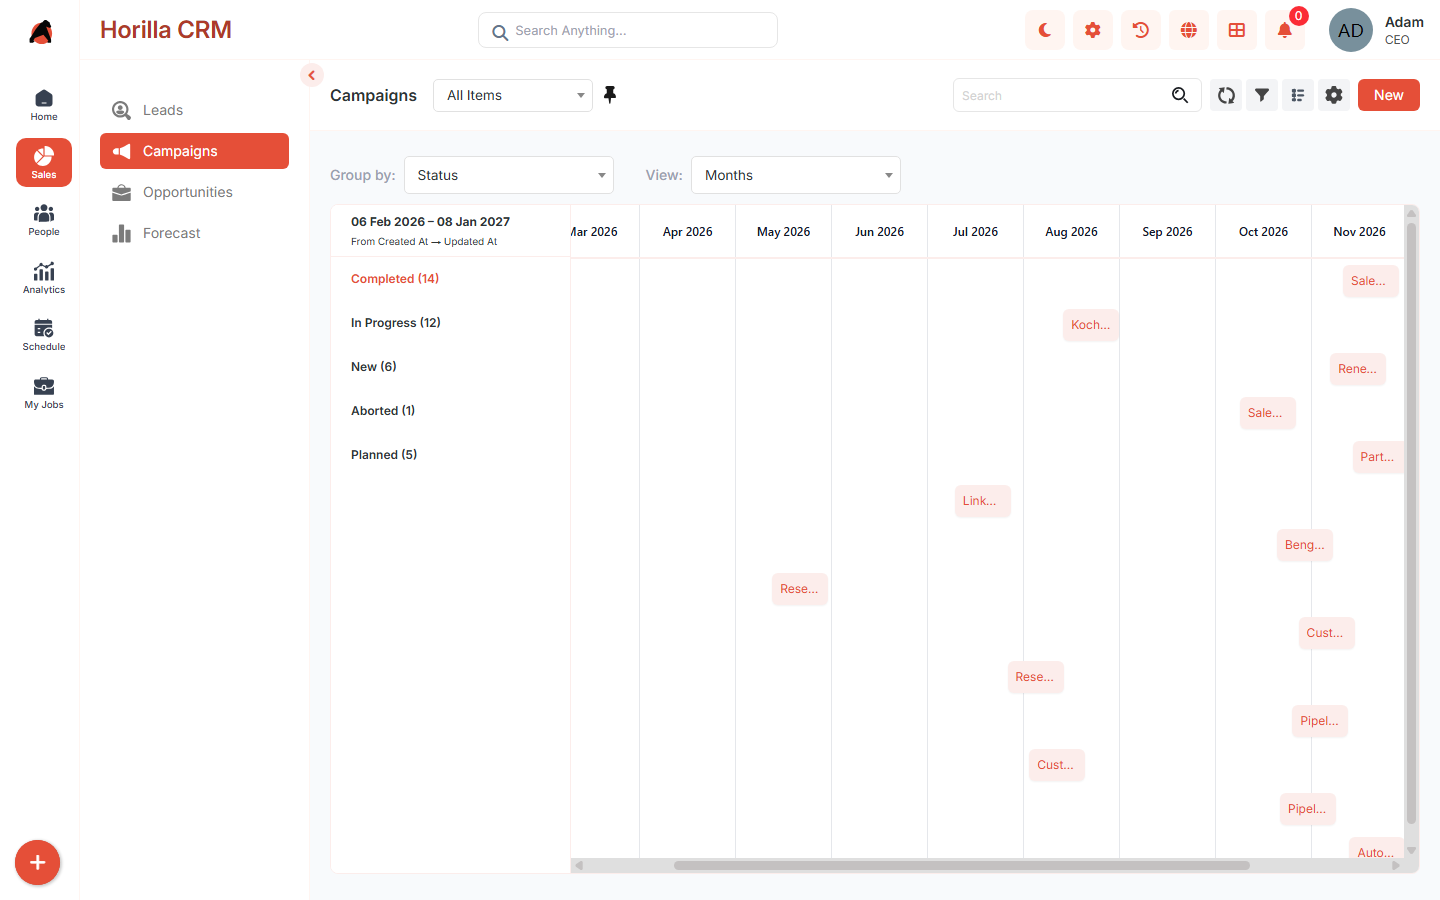 Horilla CRM
Search Anything...
0
AD
Adam
CEO
Home
Sales
People
Analytics
Schedule
My Jobs
Leads
Campaigns
Opportunities
Forecast
Campaigns
All Items
Search
New
Group by:
Status
View:
Months
06 Feb 2026 – 08 Jan 2027
From Created At → Updated At
Mar 2026
Apr 2026
May 2026
Jun 2026
Jul 2026
Aug 2026
Sep 2026
Oct 2026
Nov 2026
Completed (14)
Sale...
In Progress (12)
Koch...
New (6)
Rene...
Aborted (1)
Sale...
Planned (5)
Part...
Link...
Beng...
Rese...
Cust...
Rese...
Pipel...
Cust...
Pipel...
Auto...